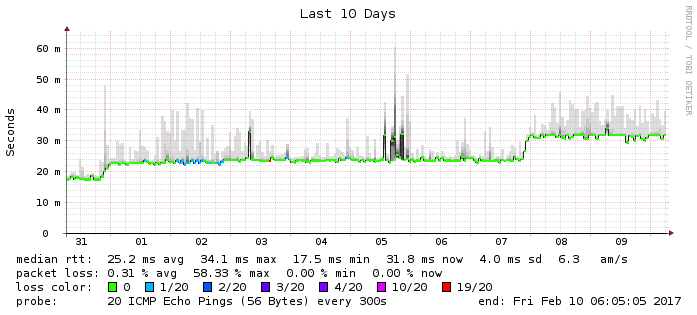 Last 10 Days
RRDTOOL / TOBI OETIKER
Seconds
60 m
50 m
40 m
30 m
20 m
10 m
0
31 01 02 03 04 05 06 07 08 09
median rtt: 25.2 ms avg 34.1 ms max 17.5 ms min 31.8 ms now 4.0 ms sd 6.3 am/s
packet loss: 0.31 % avg 58.33 % max 0.00 % min 0.00 % now
loss color: 0 1/20 2/20 3/20 4/20 10/20 19/20
probe: 20 ICMP Echo Pings (56 Bytes) every 300s end: Fri Feb 10 06:05:05 2017